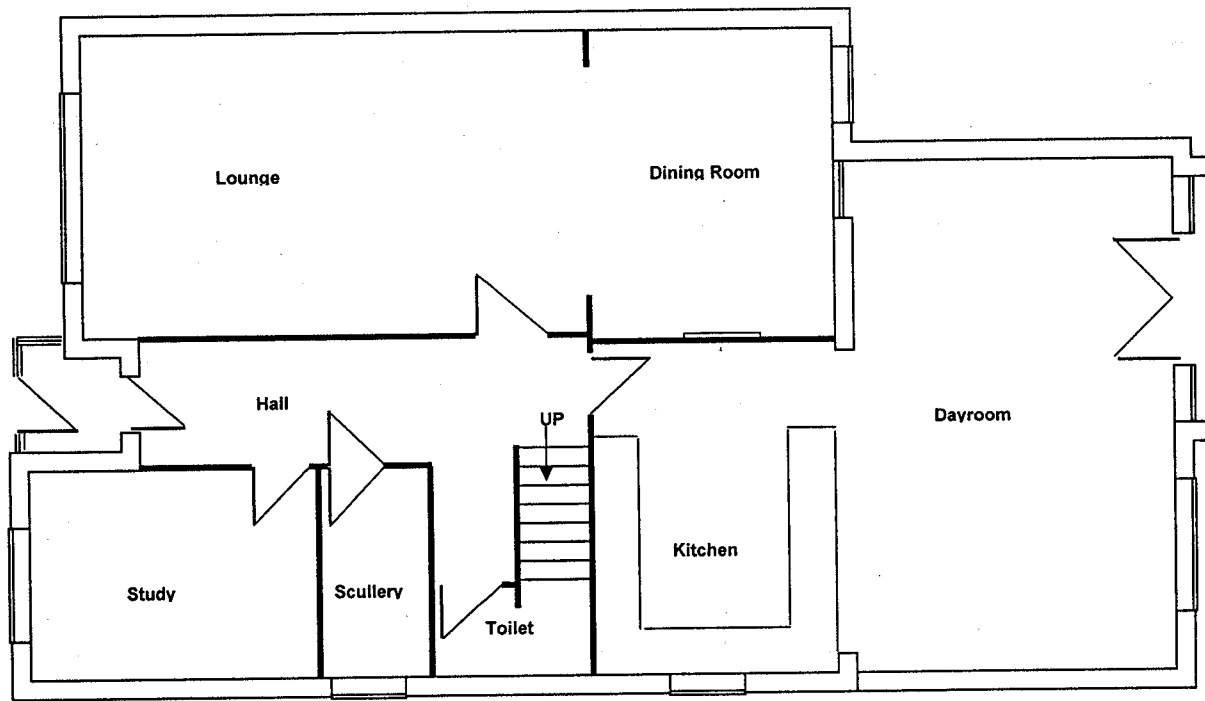 Lounge
Dining Room
Hall
UP
Dayroom
Kitchen
Study
Scullery
Toilet